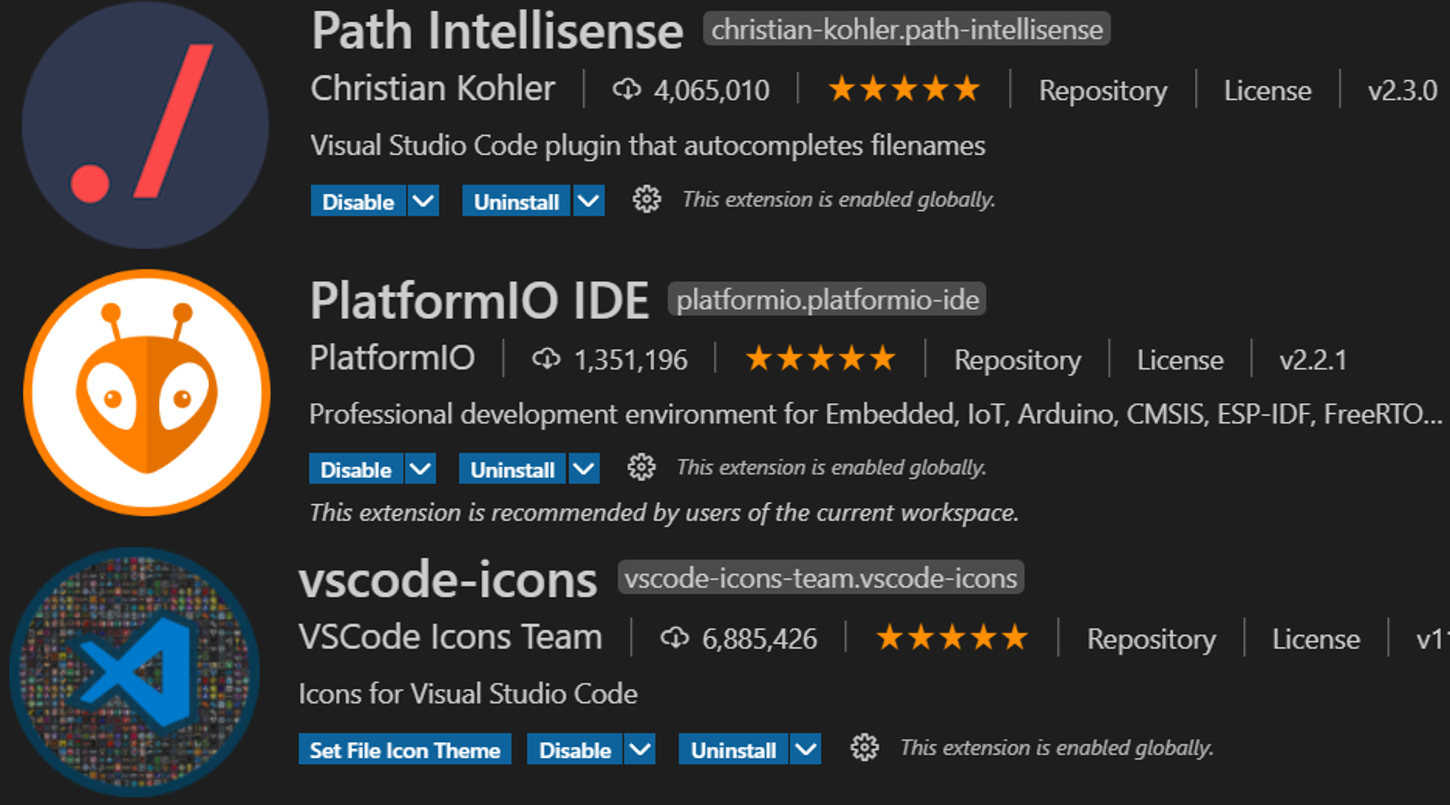 Path Intellisense christian-kohler.path-intellisense
Christian Kohler 4,065,010 Repository License v2.3.0
Visual Studio Code plugin that autocompletes filenames
Disable Uninstall This extension is enabled globally.
PlatformIO IDE platformio.platformio-ide
PlatformIO 1,351,196 Repository License v2.2.1
Professional development environment for Embedded, IoT, Arduino, CMSIS, ESP-IDF, FreeRTO...
Disable Uninstall This extension is enabled globally.
This extension is recommended by users of the current workspace.
vscode-icons vscode-icons-team.vscode-icons
VSCode Icons Team 6,885,426 Repository License
Icons for Visual Studio Code
Set File Icon Theme Disable Uninstall This extension is enabled globally.